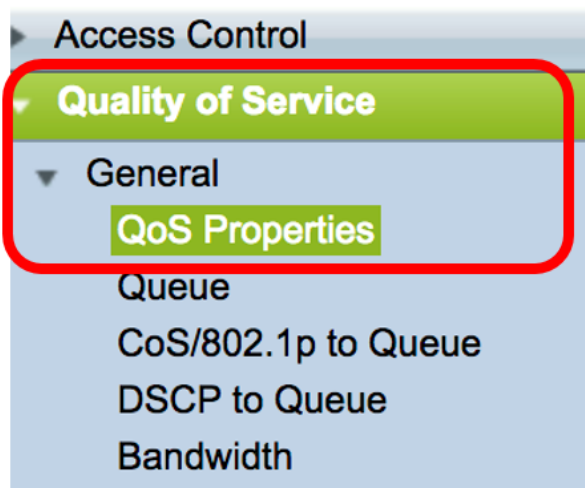 Access Control
Quality of Service
General
QoS Properties
Queue
CoS/802.1p to Queue
DSCP to Queue
Bandwidth